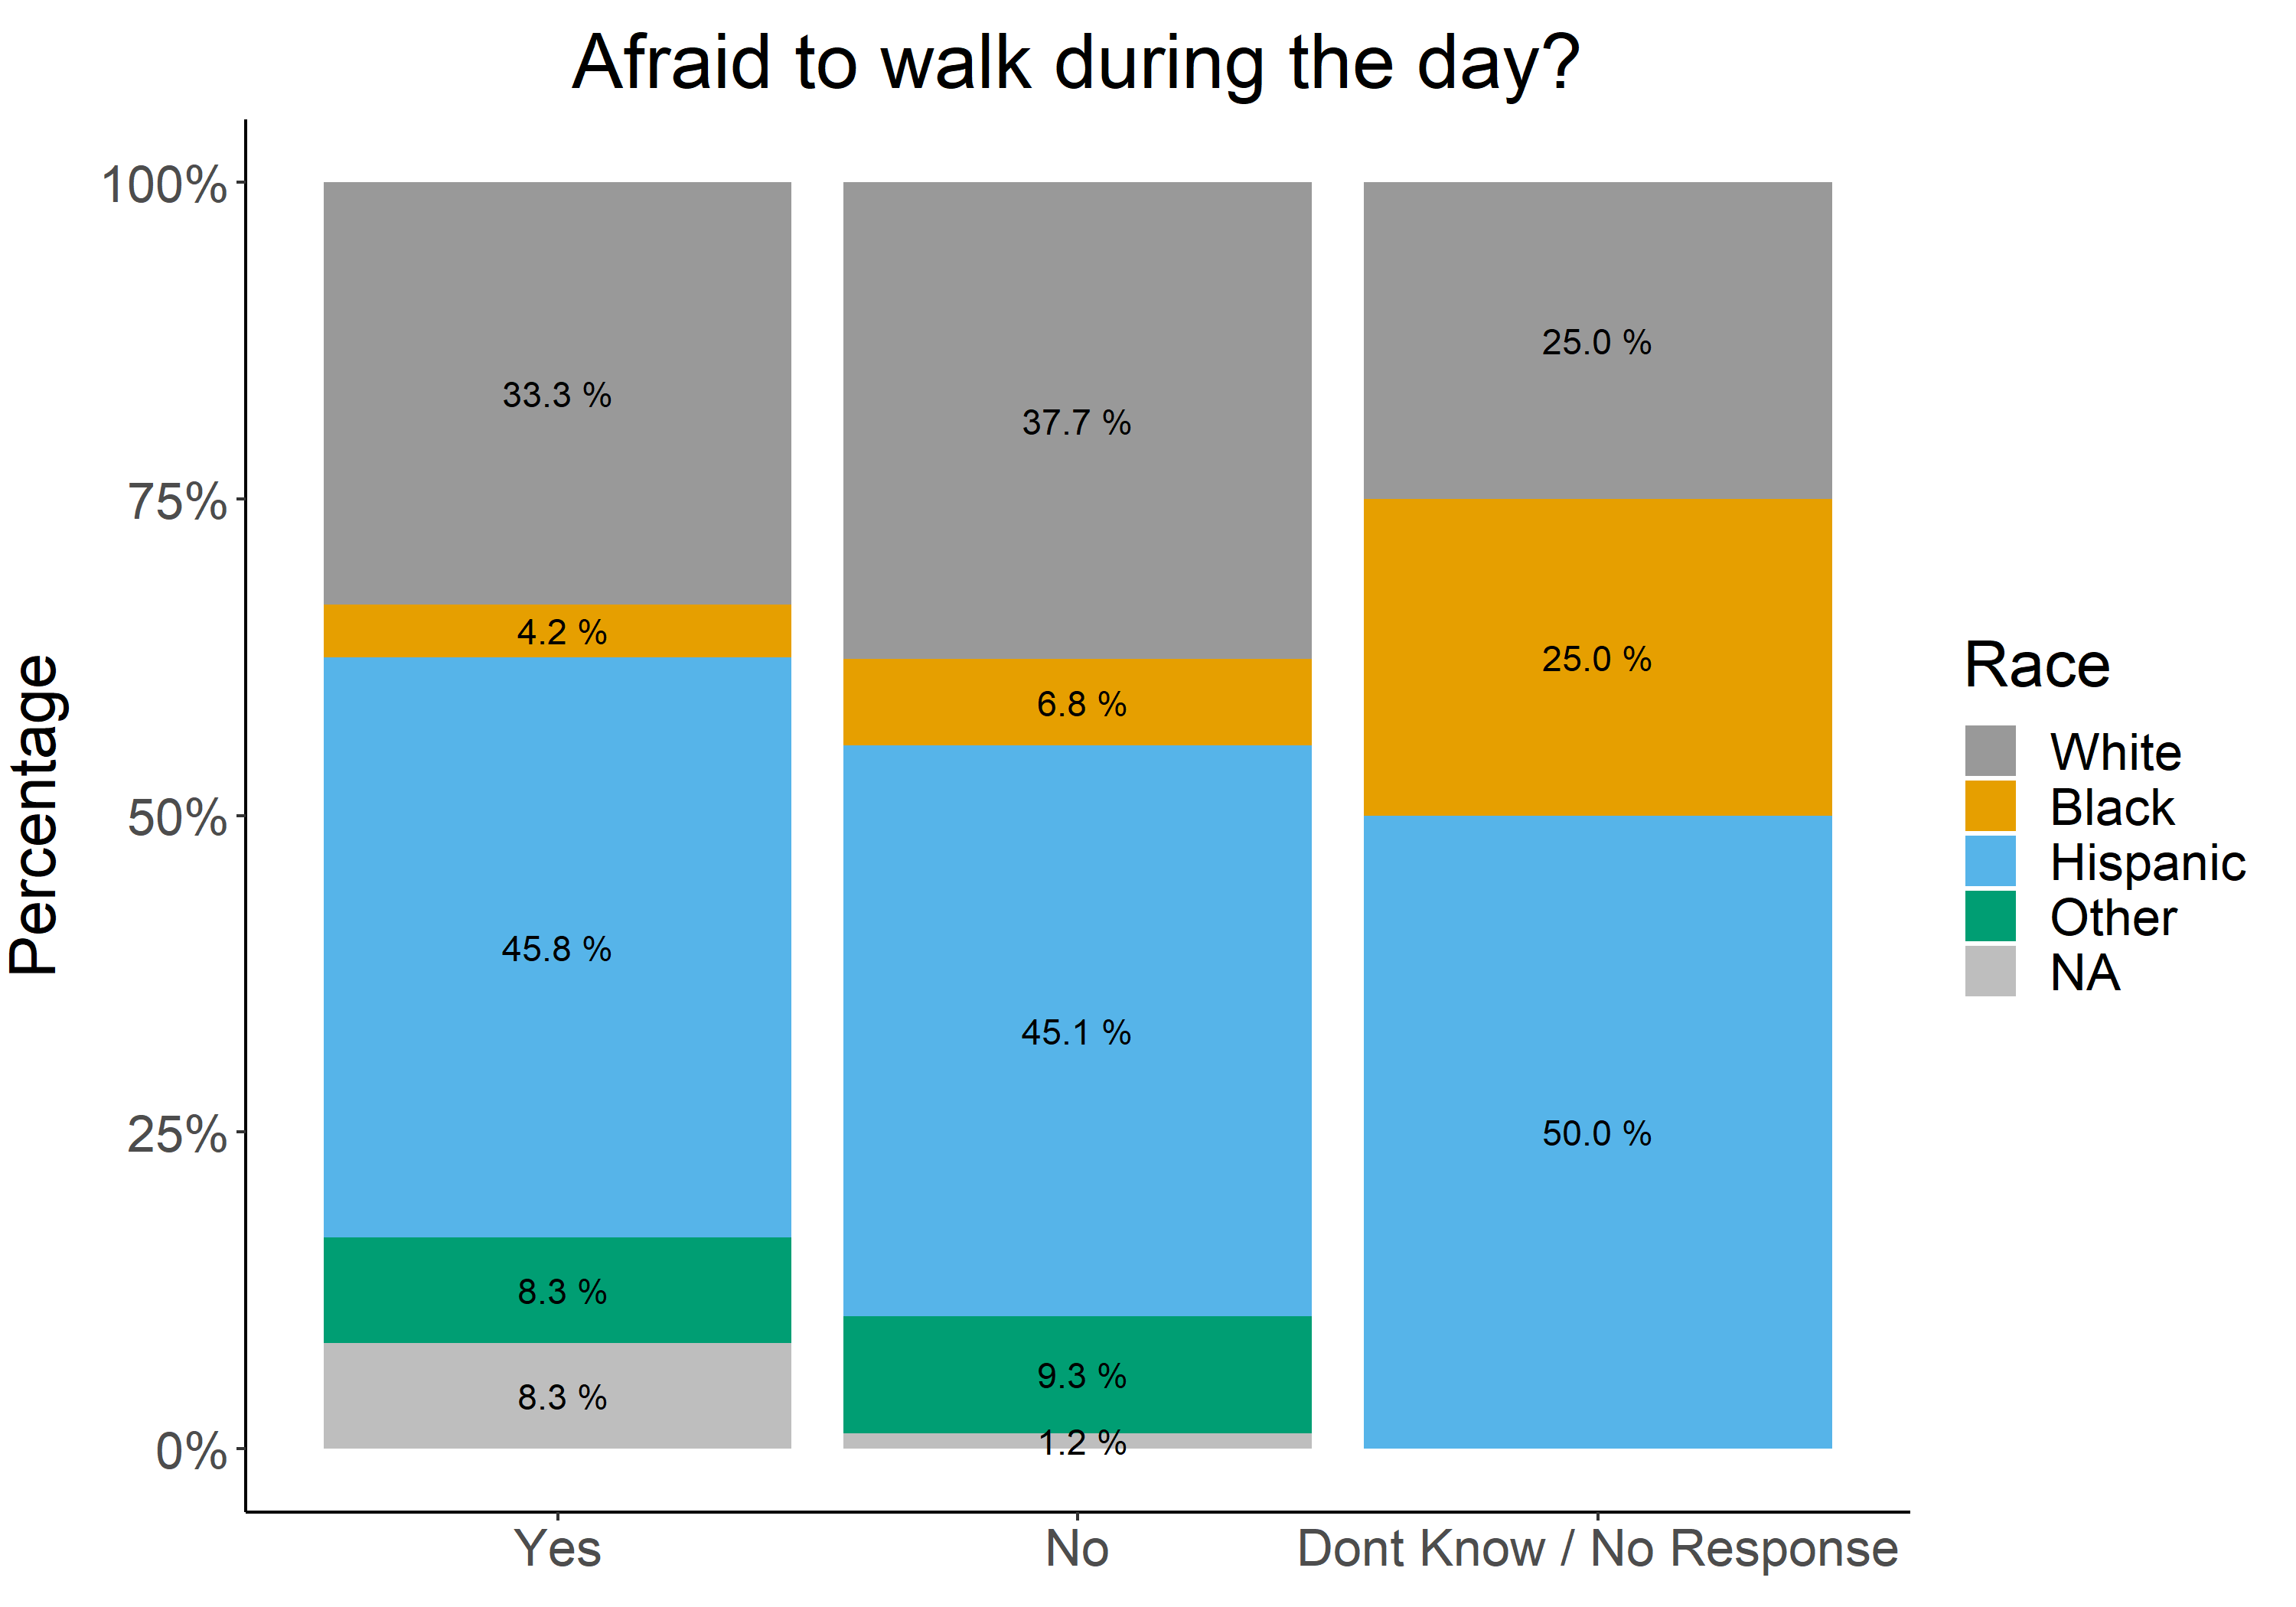 Afraid to walk during the day?
Percentage
100%
75%
50%
25%
0%
33.3 %
4.2 %
45.8 %
8.3 %
8.3 %
37.7 %
6.8 %
45.1 %
9.3 %
1.2 %
25.0 %
25.0 %
50.0 %
Yes
No
Dont Know / No Response
Race
White
Black
Hispanic
Other
NA